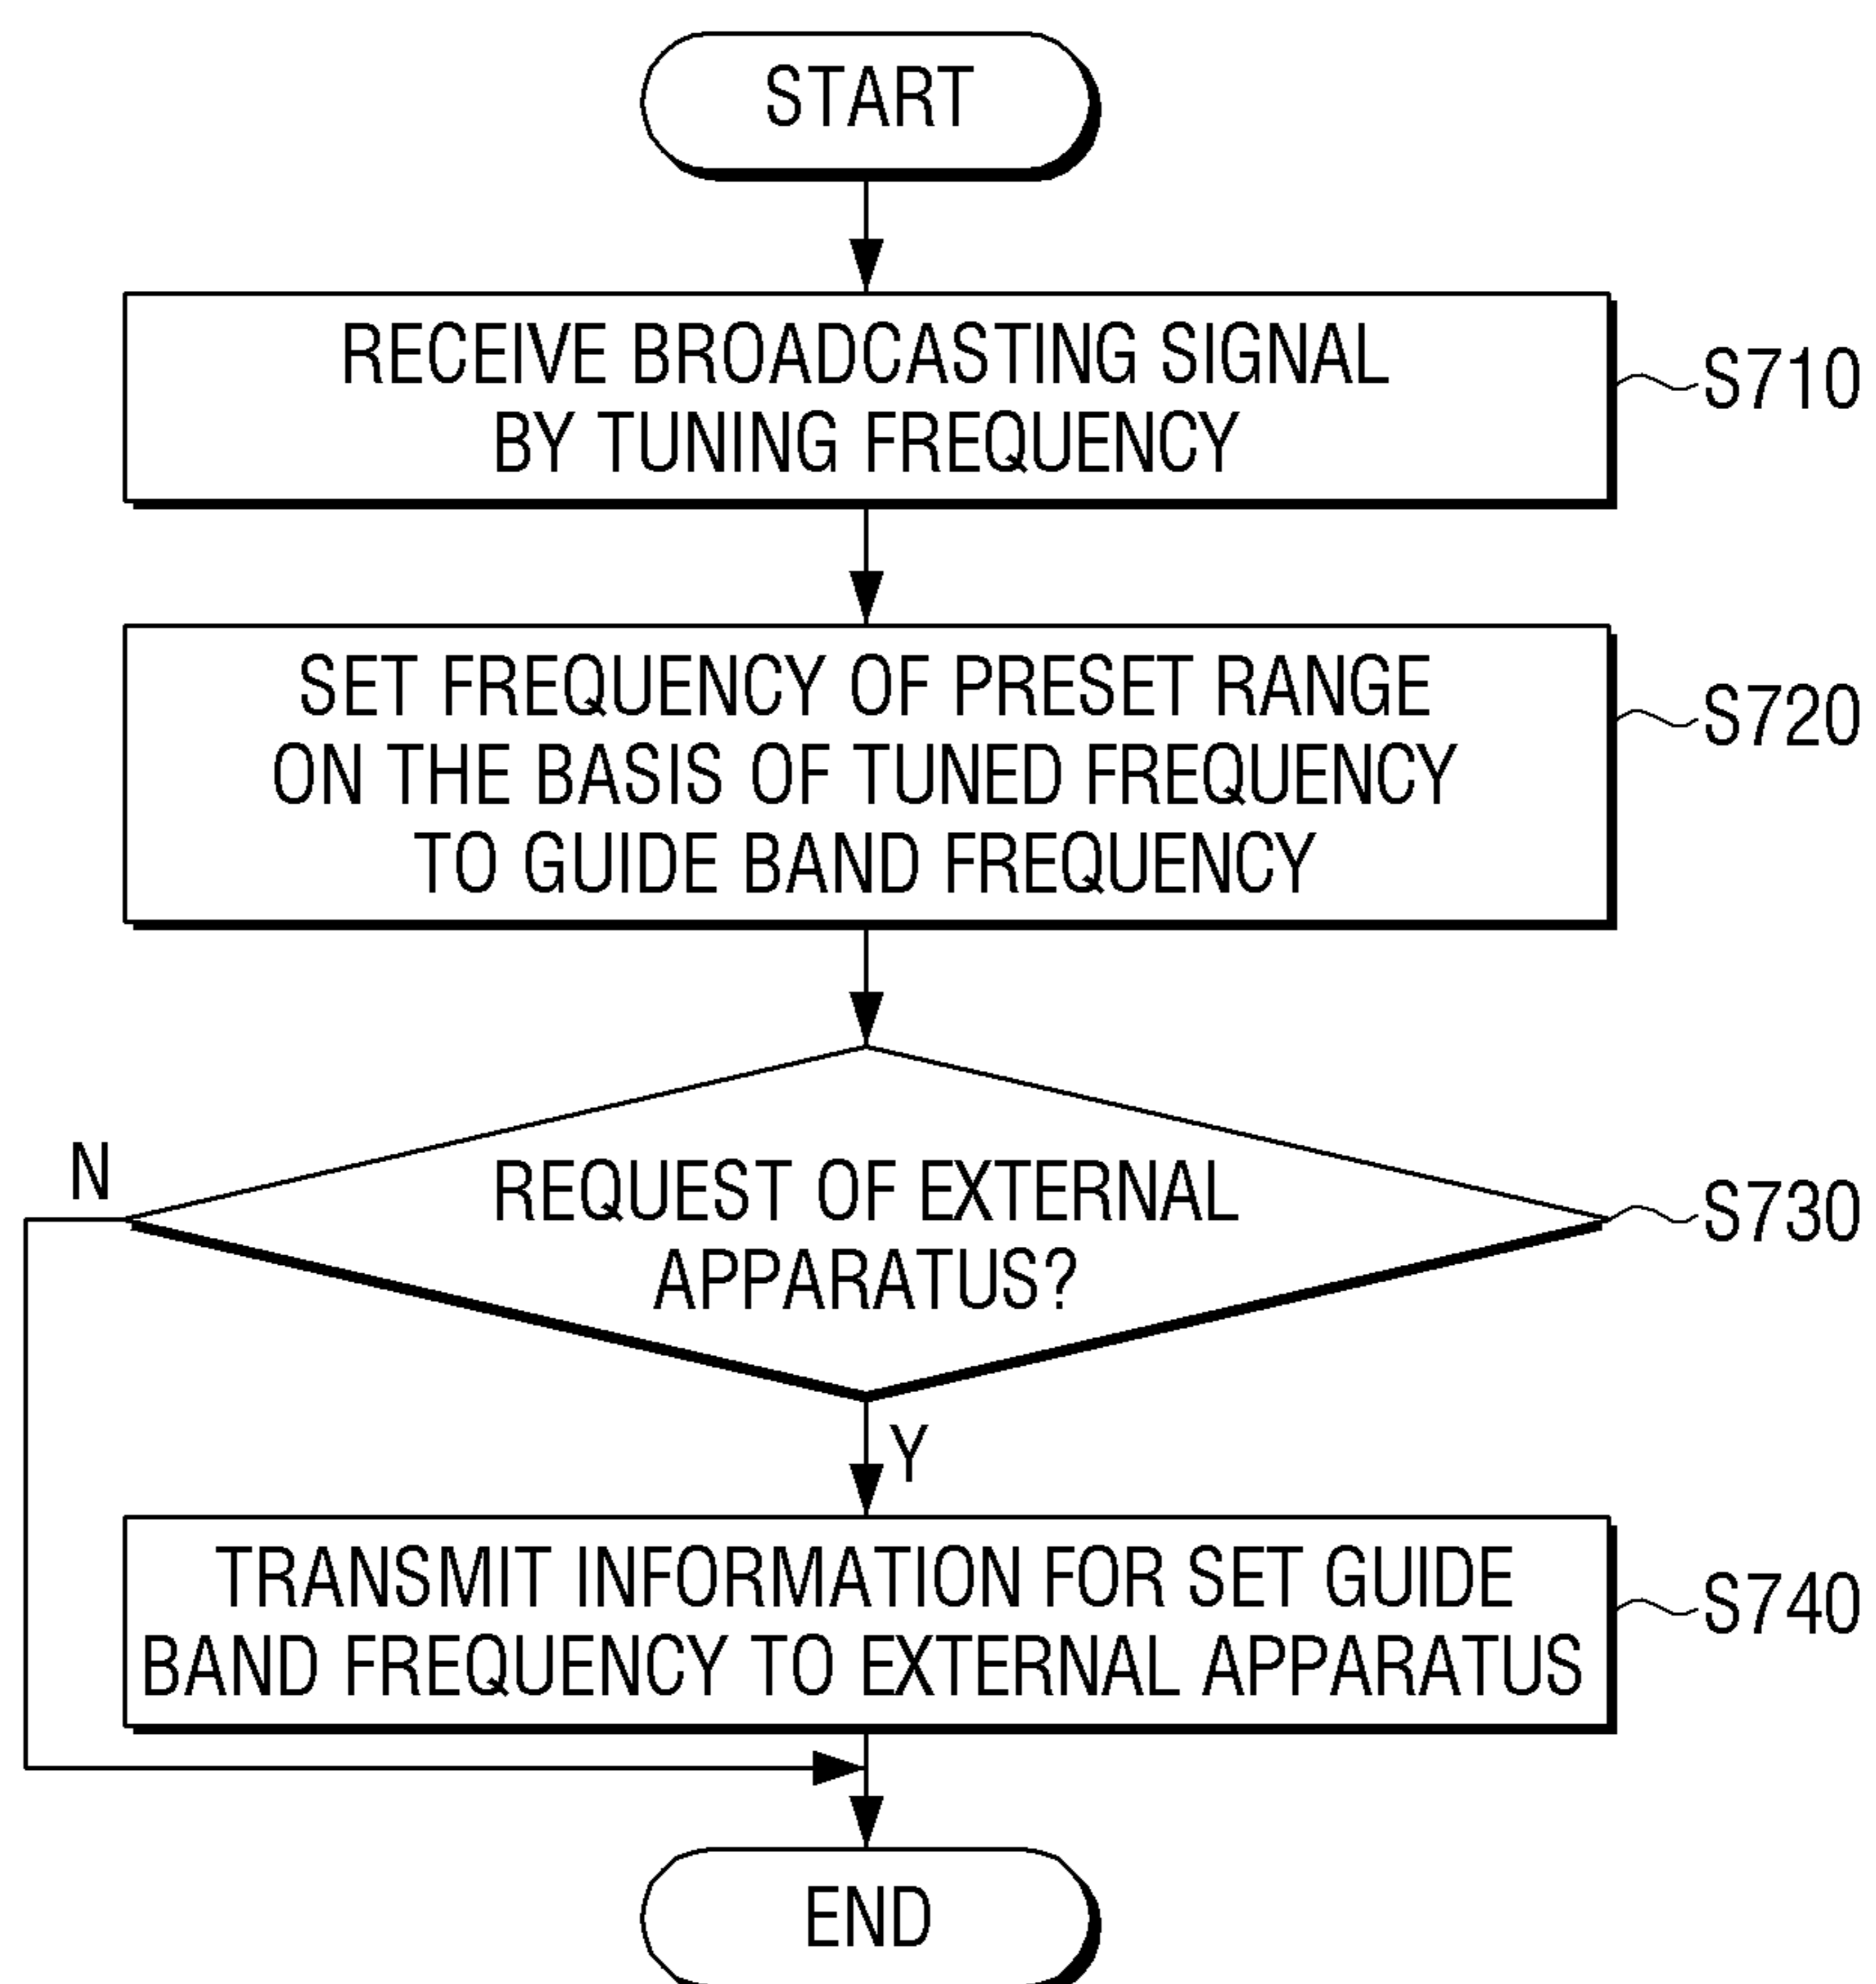 START
RECEIVE BROADCASTING SIGNAL
BY TUNING FREQUENCY
S710
SET FREQUENCY OF PRESET RANGE
ON THE BASIS OF TUNED FREQUENCY
TO GUIDE BAND FREQUENCY
S720
N
REQUEST OF EXTERNAL
APPARATUS?
S730
Y
TRANSMIT INFORMATION FOR SET GUIDE
BAND FREQUENCY TO EXTERNAL APPARATUS
S740
END